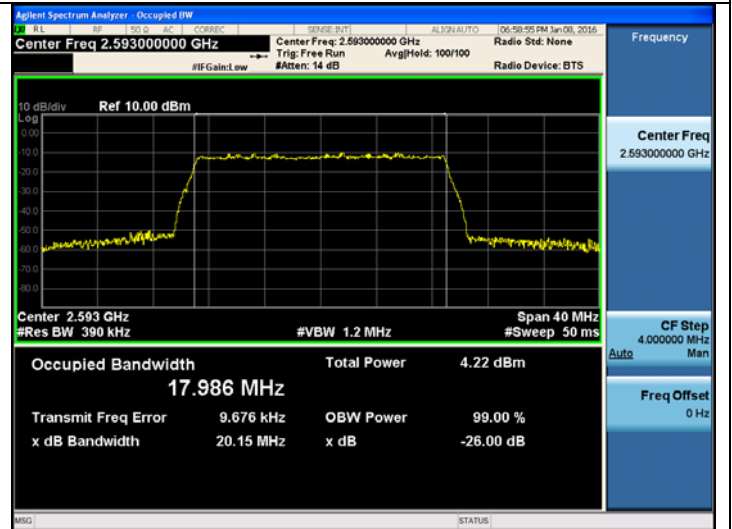 Agilent Spectrum Analyzer - Occupied BW
RL RF 50 Ω AC CORREC SENSE:INT ALIGN AUTO 06:58:55 PM Jan 08, 2016
Center Freq 2.593000000 GHz Center Freq: 2.593000000 GHz Radio Std: None Frequency
Trig: Free Run Avg|Hold: 100/100
#IFGain:Low #Atten: 14 dB Radio Device: BTS
10 dB/div Ref 10.00 dBm
Log
0.00
-10.0
-20.0
-30.0
-40.0
-50.0
-60.0
-70.0
-80.0
Center 2.593 GHz Span 40 MHz
#Res BW 390 kHz #VBW 1.2 MHz #Sweep 50 ms
Occupied Bandwidth Total Power 4.22 dBm
17.986 MHz
Transmit Freq Error 9.676 kHz OBW Power 99.00 %
x dB Bandwidth 20.15 MHz x dB -26.00 dB
Center Freq
2.593000000 GHz
CF Step
4.000000 MHz
Auto Man
Freq Offset
0 Hz
MSG STATUS